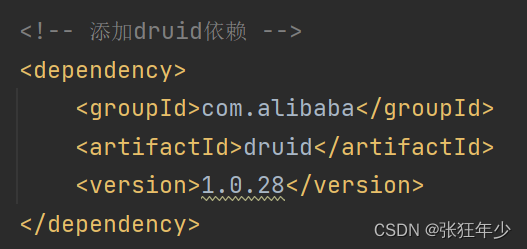 <!-- 添加druid依赖 -->
<dependency>
<groupId>com.alibaba</groupId>
<artifactId>druid</artifactId>
<version>1.0.28</version>
</dependency>
CSDN @张狂年少